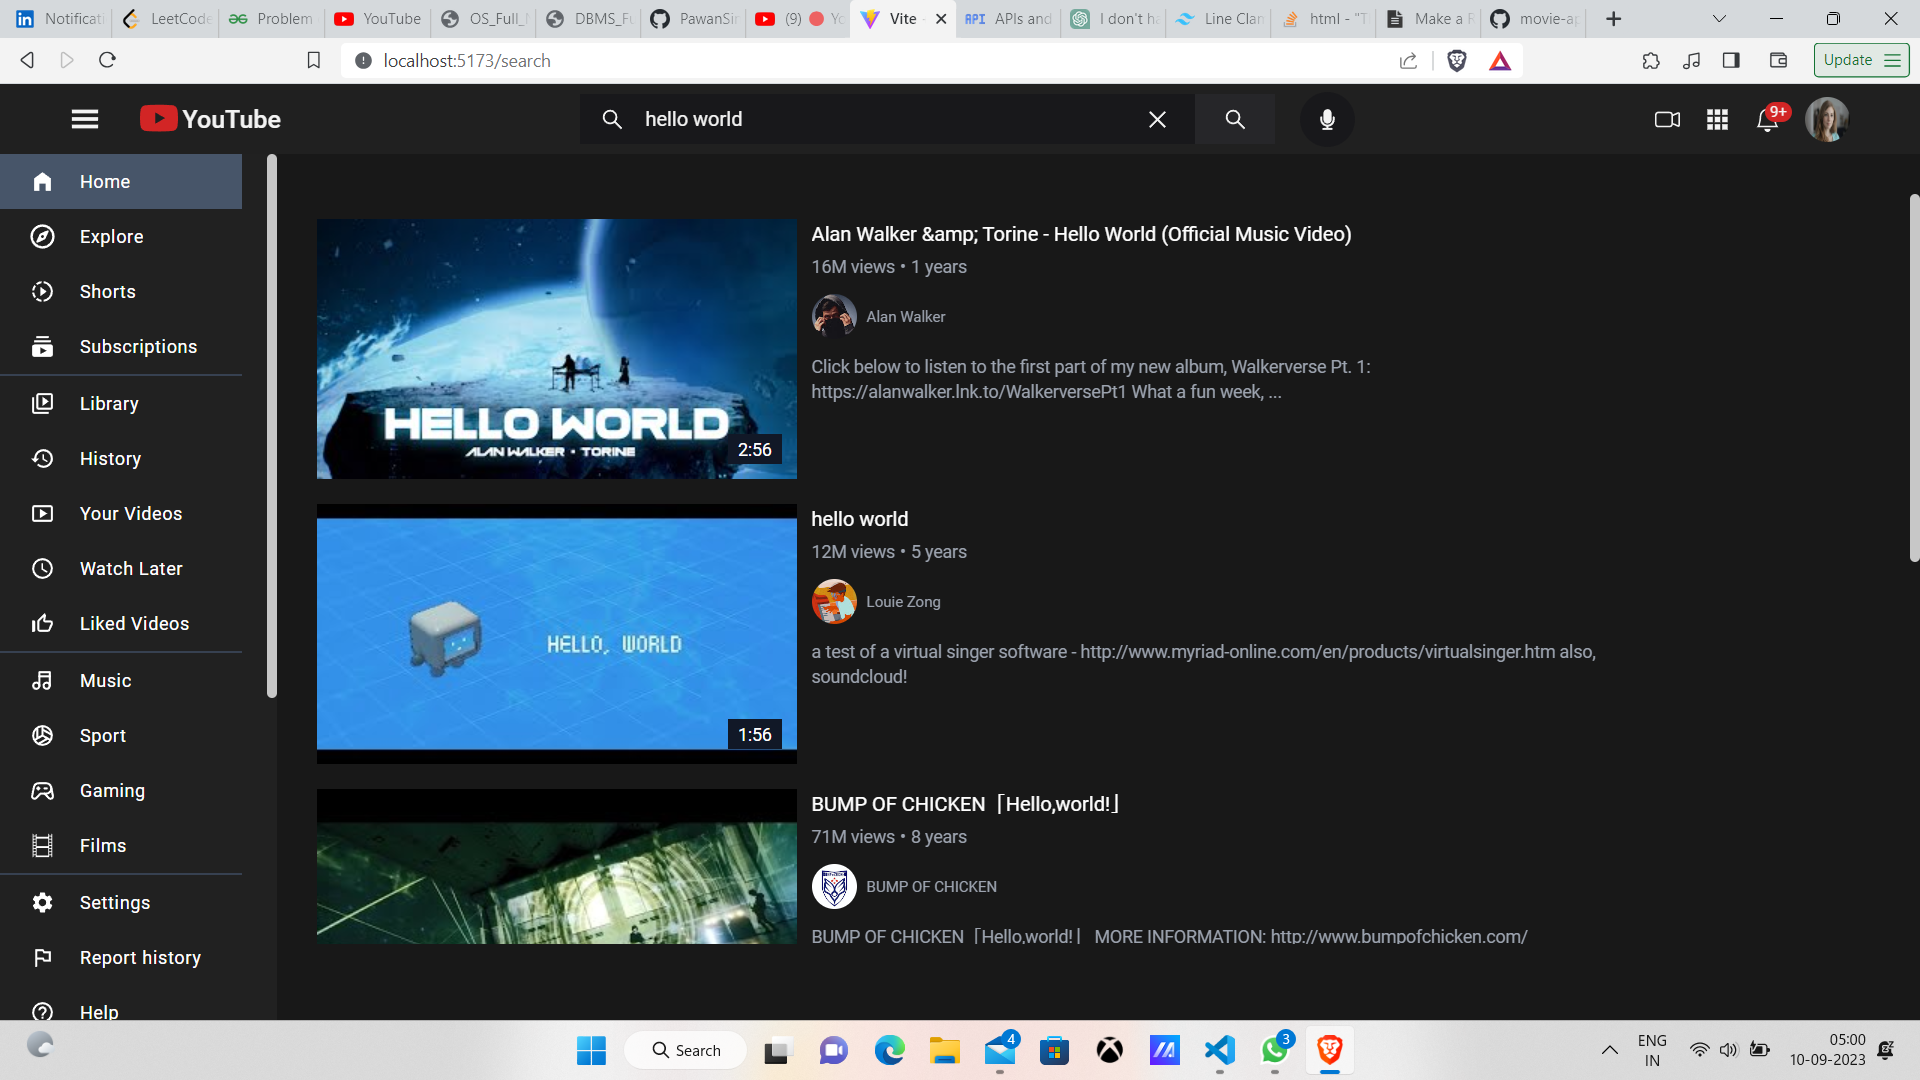 Notificati
LeetCode
Problem
YouTube
OS_Full_
DBMS_Fu
PawanSin
(9)
Vite
API
APIs and
I don't ha
Line Clan
html - "T
Make a R
movie-ap
localhost:5173/search
Update
YouTube
hello world
9+
Home
Explore
Shorts
Subscriptions
Library
History
Your Videos
Watch Later
Liked Videos
Music
Sport
Gaming
Films
Settings
Report history
Help
HELLO WORLD
ALAN WALKER • TORINE
2:56
Alan Walker &amp; Torine - Hello World (Official Music Video)
16M views • 1 years
Alan Walker
Click below to listen to the first part of my new album, Walkerverse Pt. 1:
https://alanwalker.lnk.to/WalkerversePt1 What a fun week, ...
HELLO, WORLD
1:56
hello world
12M views • 5 years
Louie Zong
a test of a virtual singer software - http://www.myriad-online.com/en/products/virtualsinger.htm also,
soundcloud!
BUMP OF CHICKEN「Hello,world!」
71M views • 8 years
BUMP OF CHICKEN
BUMP OF CHICKEN「Hello,world!」 MORE INFORMATION: http://www.bumpofchicken.com/
Search
4
3
ENG
IN
05:00
10-09-2023